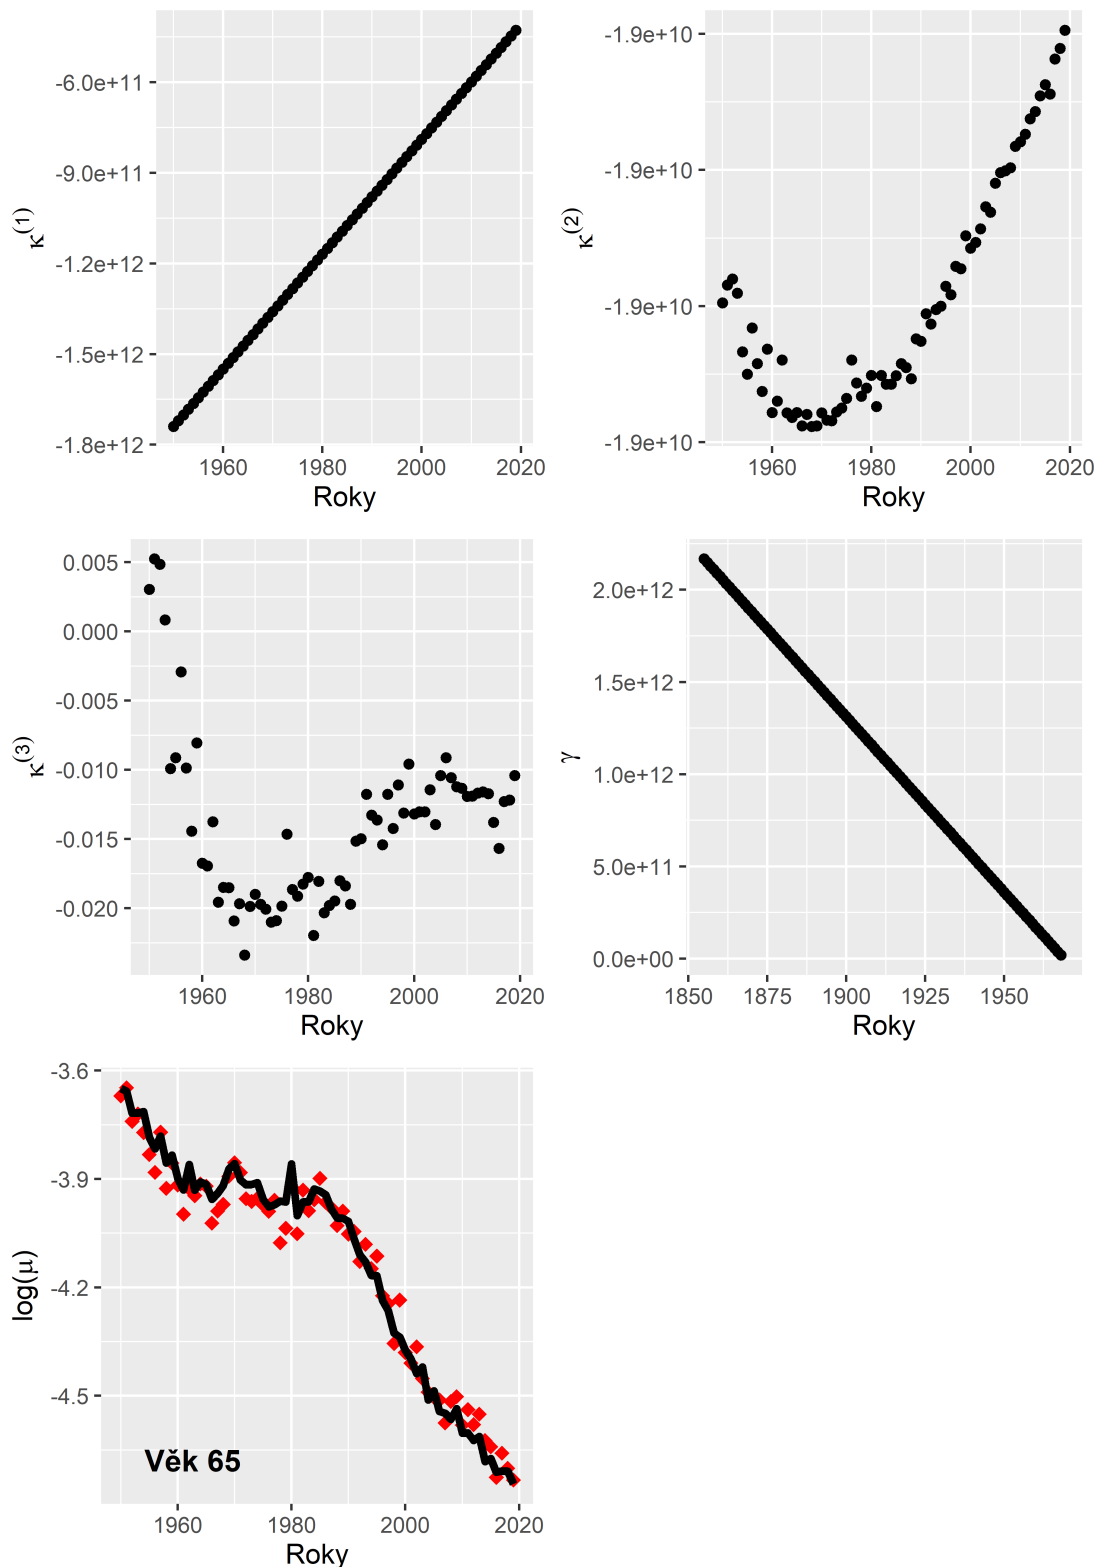 κ(1)
-6.0e+11
-9.0e+11
-1.2e+12
-1.5e+12
-1.8e+12
1960 1980 2000 2020
Roky
κ(2)
-1.9e+10
-1.9e+10
-1.9e+10
-1.9e+10
1960 1980 2000 2020
Roky
κ(3)
0.005
0.000
-0.005
-0.010
-0.015
-0.020
1960 1980 2000 2020
Roky
γ
2.0e+12
1.5e+12
1.0e+12
5.0e+11
0.0e+00
1850 1875 1900 1925 1950
Roky
log(μ)
-3.6
-3.9
-4.2
-4.5
Věk 65
1960 1980 2000 2020
Roky